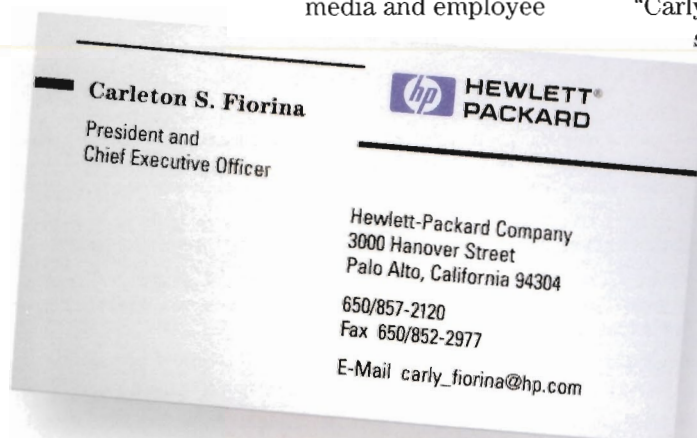 media and employee
"Carly
s
Carleton S. Fiorina
President and
Chief Executive Officer
hp HEWLETT®
PACKARD
Hewlett-Packard Company
3000 Hanover Street
Palo Alto, California 94304
650/857-2120
Fax 650/852-2977
E-Mail carly_fiorina@hp.com